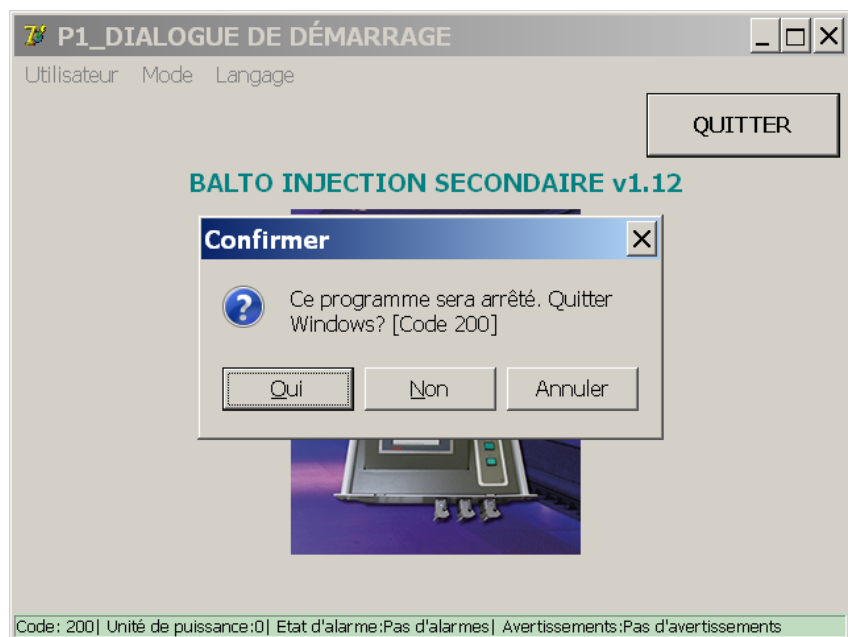 P1_DIALOGUE DE DÉMARRAGE
Utilisateur Mode Langage
QUITTER
BALTO INJECTION SECONDAIRE v1.12
Confirmer
Ce programme sera arrêté. Quitter
Windows? [Code 200]
Oui Non Annuler
Code: 200| Unité de puissance:0| Etat d'alarme:Pas d'alarmes| Avertissements:Pas d'avertissements